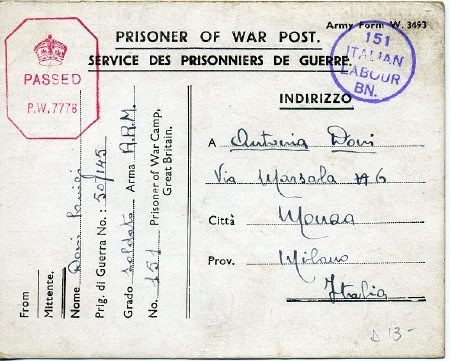 Army Form W. 3493
PRISONER OF WAR POST.
SERVICE DES PRISONNIERS DE GUERRE.
PASSED
P.W. 7778
151
ITALIAN
LABOUR
BN.
INDIRIZZO
A Antonia Dovi
Via Marsala 6
Città Monza
Prov. Milano
Italia
From
Mittente.
Nome Dovi Luigi
Prig. di Guerra No.: 50/145
Grado Soldato Arma A.R.M.
No. 151 Prisoner of War Camp,
Great Britain.
D 13-